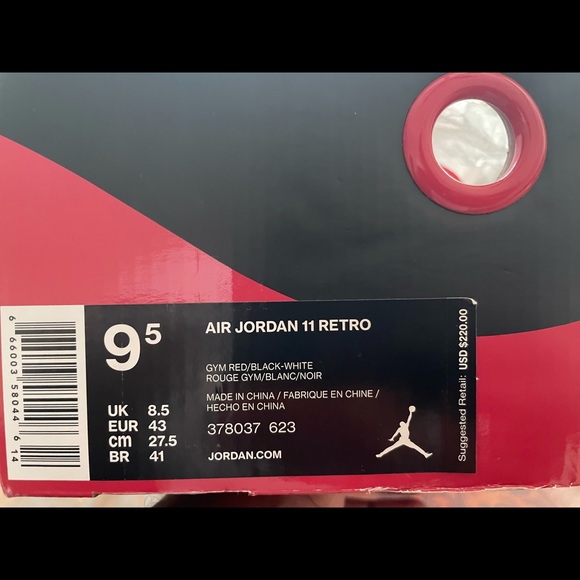 9⁵
AIR JORDAN 11 RETRO
GYM RED/BLACK-WHITE
ROUGE GYM/BLANC/NOIR
MADE IN CHINA / FABRIQUE EN CHINE /
HECHO EN CHINA
378037 623
JORDAN.COM
UK 8.5
EUR 43
cm 27.5
BR 41
Suggested Retail: USD $220.00
6 66003 58044 6 14